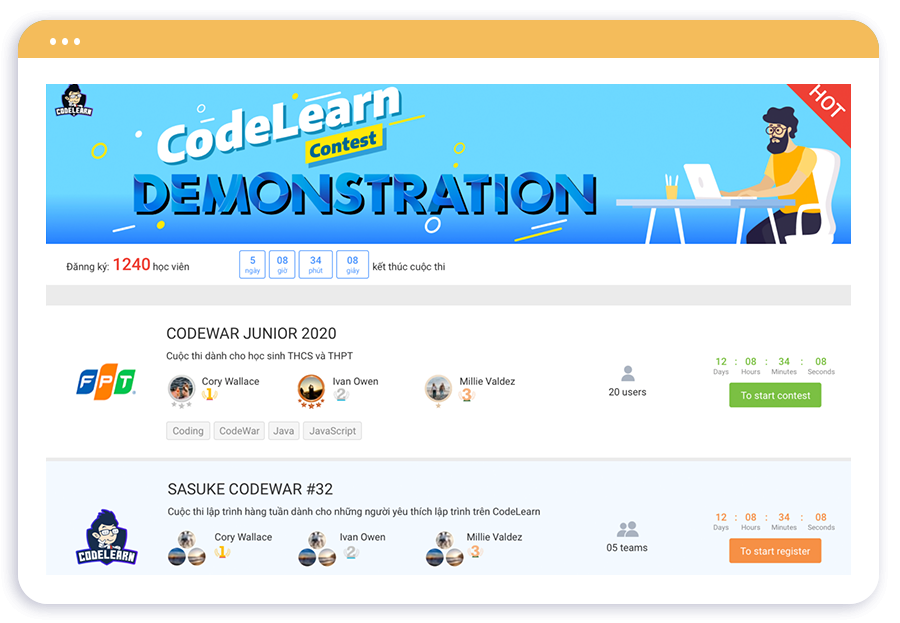 CODELEARN
CodeLearn
Contest
DEMONSTRATION
HOT
Đănng ký: 1240 học viên
5 ngày 08 giờ 34 phút 08 giây kết thúc cuộc thi
CODEWAR JUNIOR 2020
Cuộc thi dành cho học sinh THCS và THPT
FPT
Cory Wallace
1
Ivan Owen
2
Millie Valdez
3
20 users
12 : 08 : 34 : 08
Days Hours Minutes Seconds
To start contest
Coding CodeWar Java JavaScript
SASUKE CODEWAR #32
Cuộc thi lập trình hàng tuần dành cho những người yêu thích lập trình trên CodeLearn
CODELEARN
Cory Wallace
1
Ivan Owen
2
Millie Valdez
3
05 teams
12 : 08 : 34 : 08
Days Hours Minutes Seconds
To start register